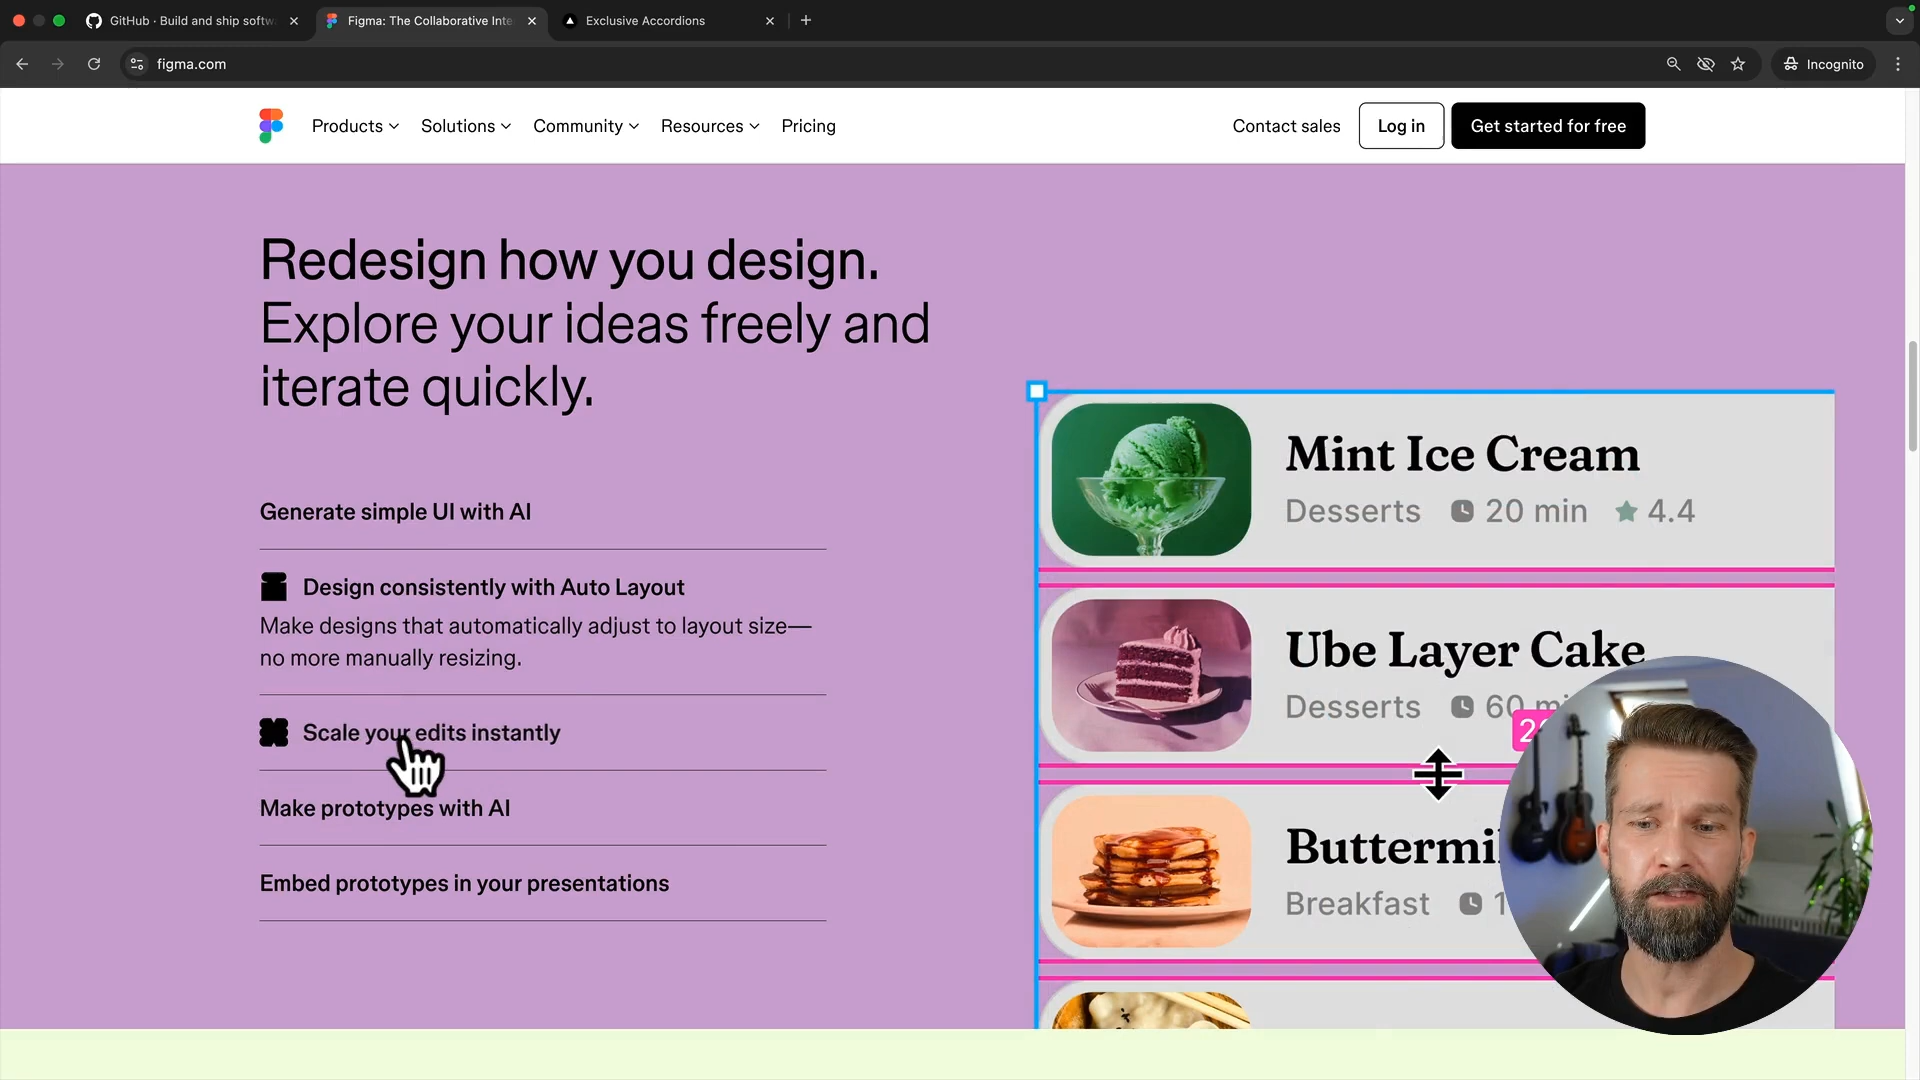 GitHub · Build and ship softw
Figma: The Collaborative Inte
Exclusive Accordions
figma.com
Incognito
Products
Solutions
Community
Resources
Pricing
Contact sales
Log in
Get started for free
Redesign how you design.
Explore your ideas freely and
iterate quickly.
Generate simple UI with AI
Design consistently with Auto Layout
Make designs that automatically adjust to layout size—
no more manually resizing.
Scale your edits instantly
Make prototypes with AI
Embed prototypes in your presentations
Mint Ice Cream
Desserts 20 min 4.4
Ube Layer Cake
Desserts 60 mi
Buttermi
Breakfast 1